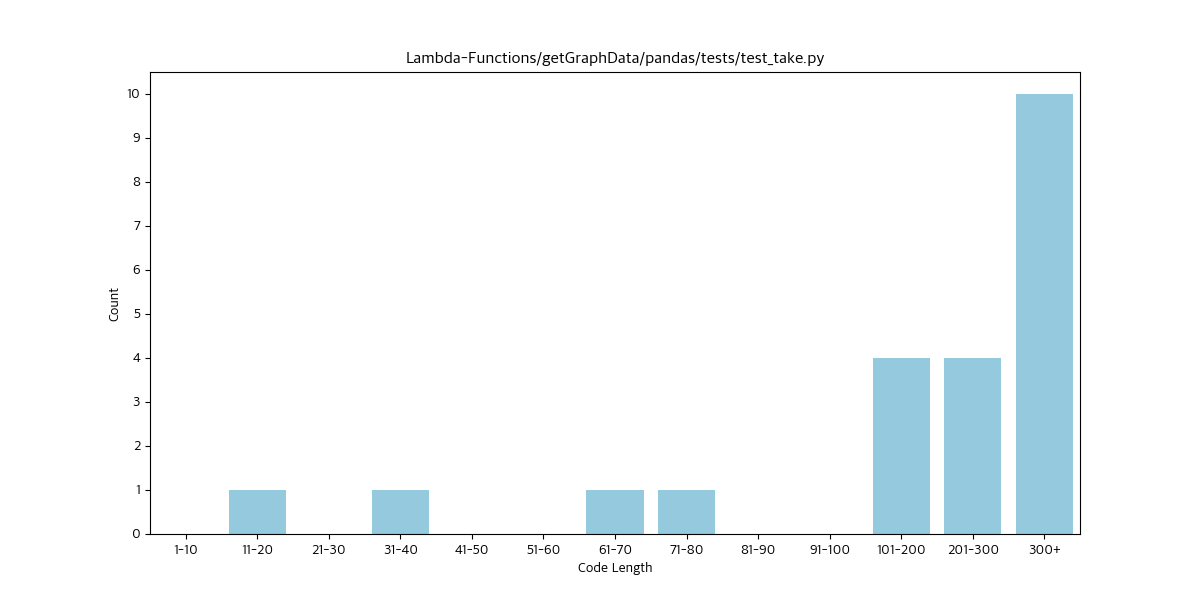 Lambda-Functions/getGraphData/pandas/tests/test_take.py
10
9
8
7
6
5
4
3
2
1
0
Count
1-10 11-20 21-30 31-40 41-50 51-60 61-70 71-80 81-90 91-100 101-200 201-300 300+
Code Length